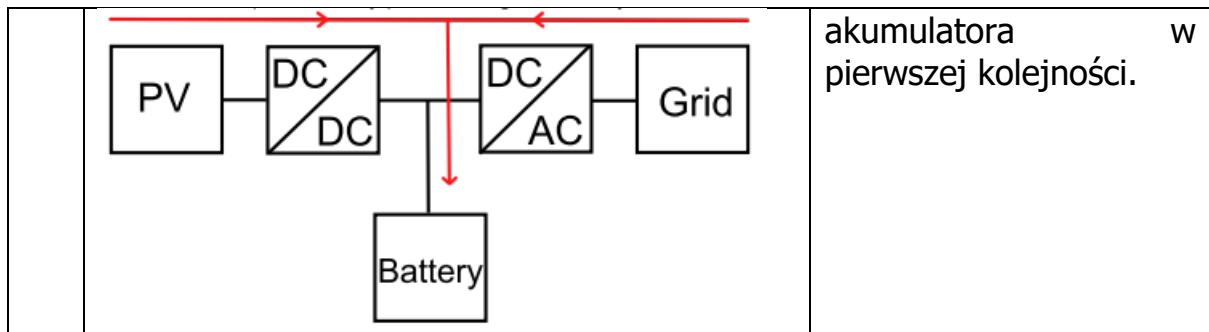 akumulatora w
pierwszej kolejności.
PV
DC
DC
DC
AC
Grid
Battery